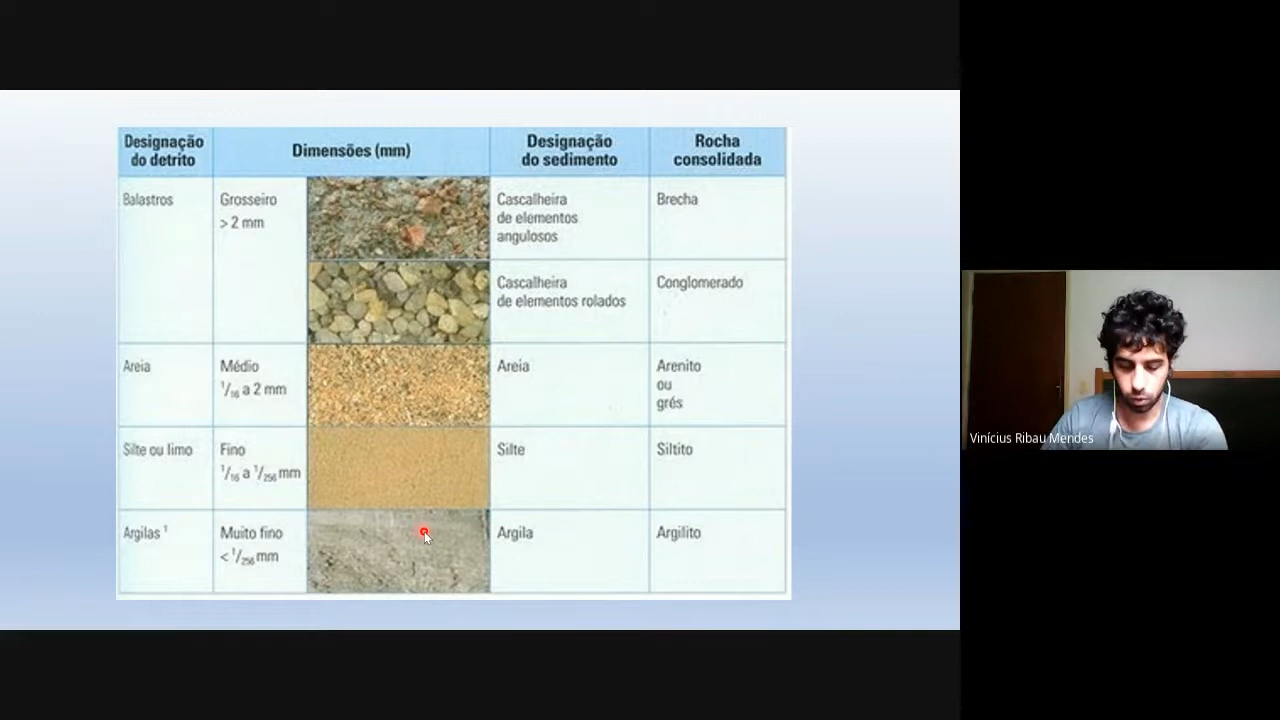 Designação
do detrito
Dimensões (mm)
Designação
do sedimento
Rocha
consolidada
Balastros
Grosseiro
> 2 mm
Cascalheira
de elementos
angulosos
Brecha
Cascalheira
de elementos rolados
Conglomerado
Areia
Médio
1/16 a 2 mm
Areia
Arenito
ou
grés
Silte ou limo
Fino
1/16 a 1/256 mm
Silte
Siltito
Argilas 1
Muito fino
< 1/256 mm
Argila
Argilito
Vinícius Ribau Mendes